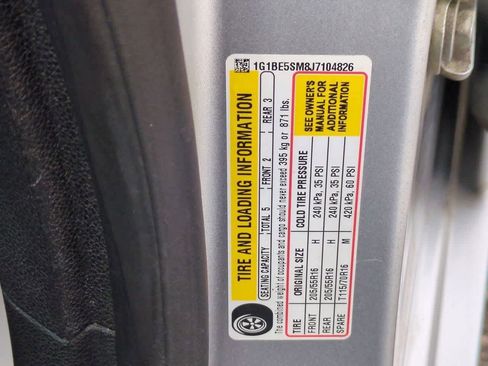 1G1BE5SM8J7104826
TIRE AND LOADING INFORMATION
SEATING CAPACITY TOTAL 5 FRONT 2 REAR 3
The combined weight of occupants and cargo should never exceed 395 kg or 871 lbs.
TIRE ORIGINAL SIZE COLD TIRE PRESSURE
FRONT 205/55R16 H 240 kPa, 35 PSI
REAR 205/55R16 H 240 kPa, 35 PSI
SPARE T115/70R16 M 420 kPa, 60 PSI
SEE OWNER'S
MANUAL FOR
ADDITIONAL
INFORMATION